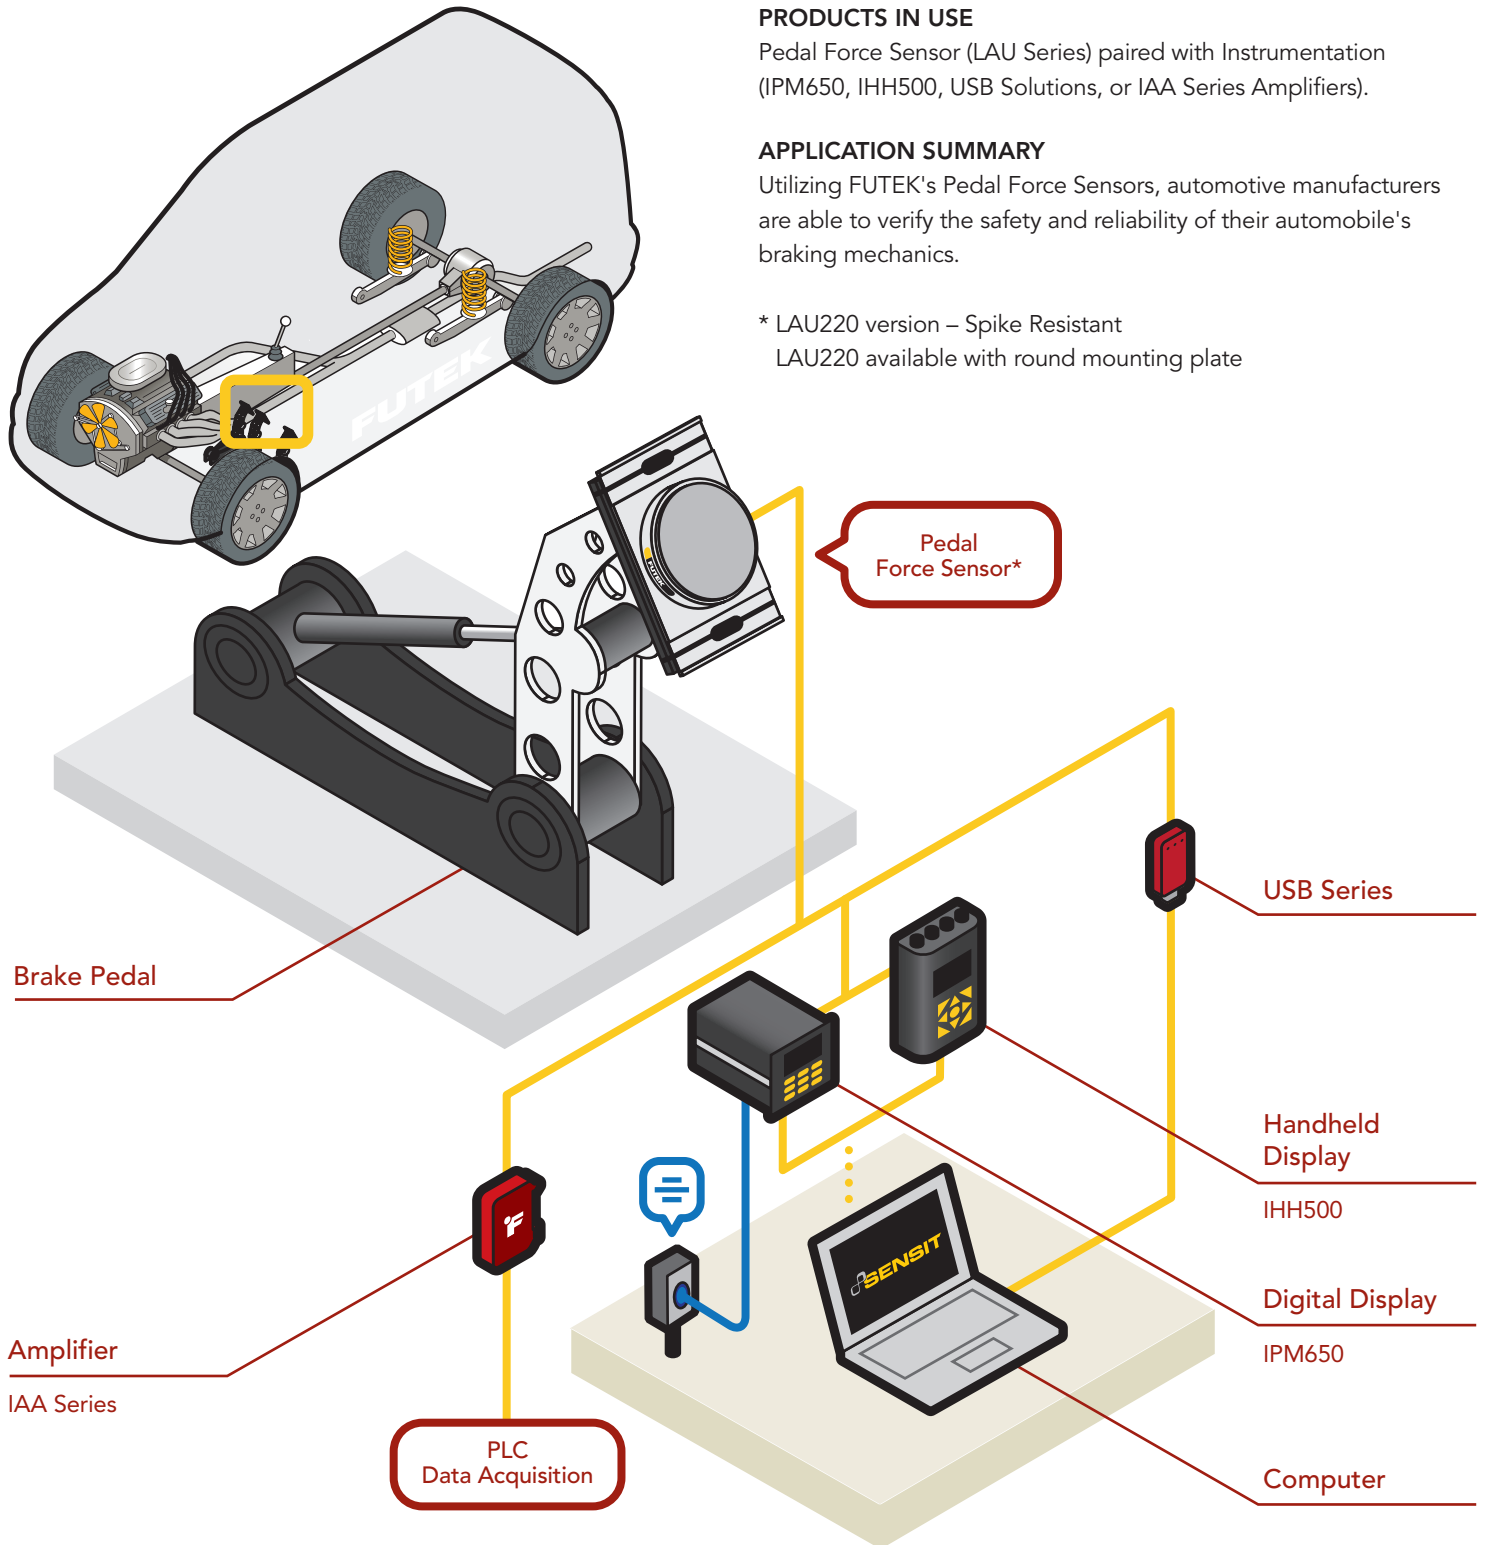 PRODUCTS IN USE
Pedal Force Sensor (LAU Series) paired with Instrumentation
(IPM650, IHH500, USB Solutions, or IAA Series Amplifiers).
APPLICATION SUMMARY
Utilizing FUTEK's Pedal Force Sensors, automotive manufacturers
are able to verify the safety and reliability of their automobile's
braking mechanics.
* LAU220 version – Spike Resistant
LAU220 available with round mounting plate
FUTEK
FUTEK
Pedal
Force Sensor*
USB Series
Brake Pedal
Handheld
Display
IHH500
SENSIT
Digital Display
IPM650
Amplifier
IAA Series
F
PLC
Data Acquisition
Computer